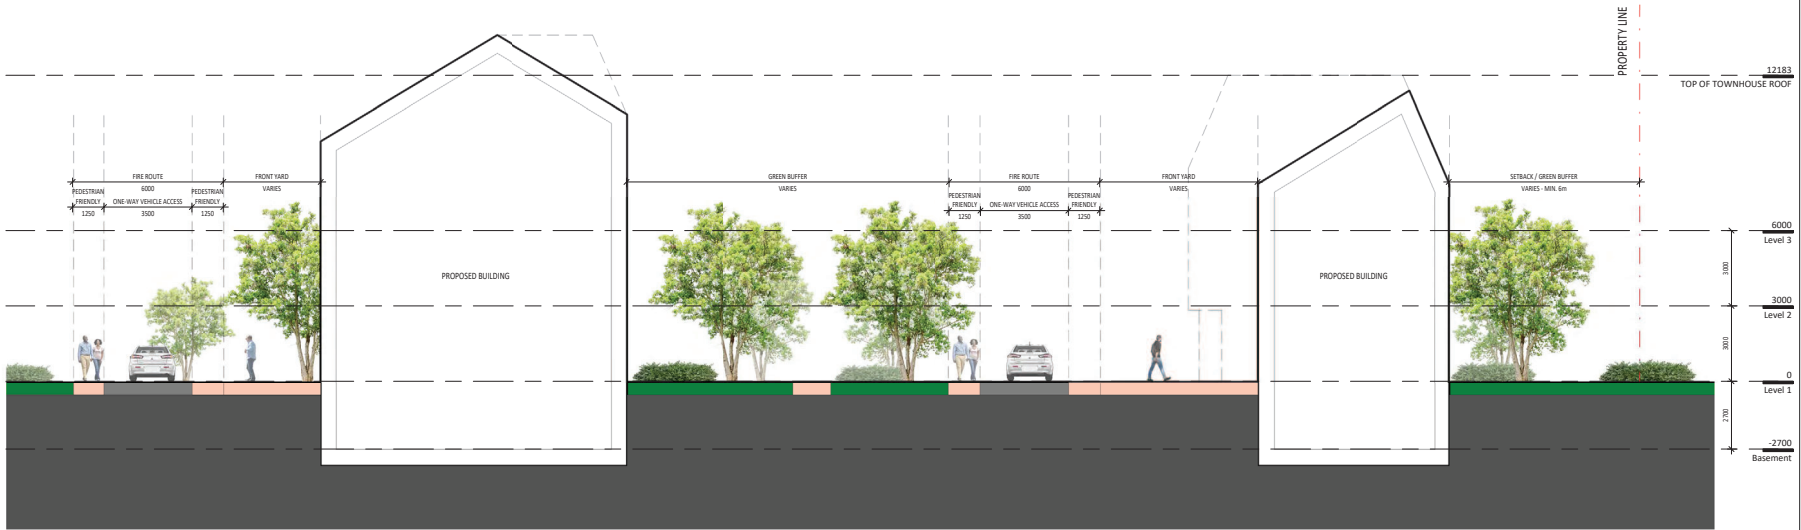 PROPERTY LINE
12183
TOP OF TOWNHOUSE ROOF
FIRE ROUTE
6000
FRONT YARD
VARIES
PEDESTRIAN
FRIENDLY
1250
ONE-WAY VEHICLE ACCESS
3500
PEDESTRIAN
FRIENDLY
1250
PROPOSED BUILDING
GREEN BUFFER
VARIES
FIRE ROUTE
6000
FRONT YARD
VARIES
PEDESTRIAN
FRIENDLY
1250
ONE-WAY VEHICLE ACCESS
3500
PEDESTRIAN
FRIENDLY
1250
PROPOSED BUILDING
SETBACK / GREEN BUFFER
VARIES - MIN. 6m
6000
Level 3
3000
3000
Level 2
3000
0
Level 1
2700
-2700
Basement